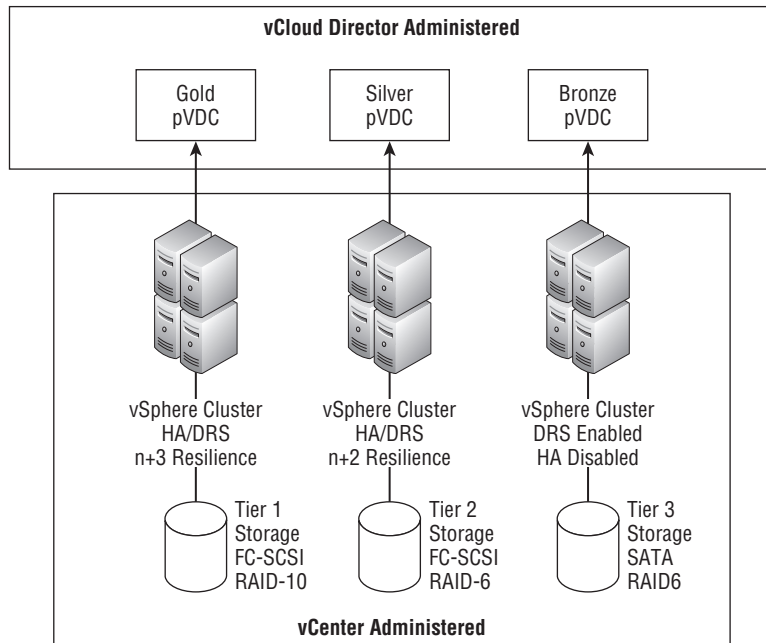 vCloud Director Administered
Gold
pVDC
Silver
pVDC
Bronze
pVDC
vSphere Cluster
HA/DRS
n+3 Resilience
vSphere Cluster
HA/DRS
n+2 Resilience
vSphere Cluster
DRS Enabled
HA Disabled
Tier 1
Storage
FC-SCSI
RAID-10
Tier 2
Storage
FC-SCSI
RAID-6
Tier 3
Storage
SATA
RAID6
vCenter Administered